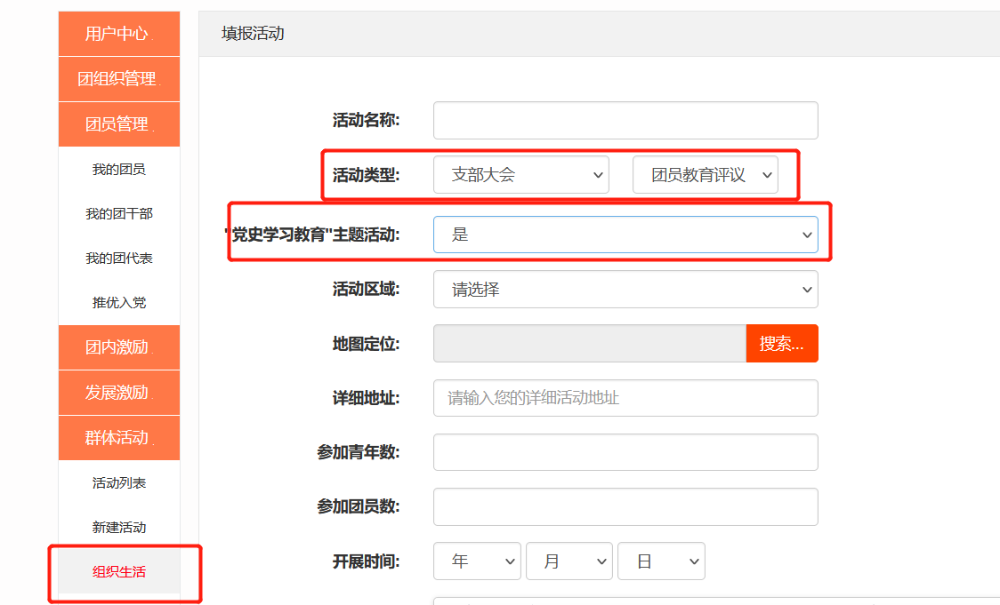 用户中心
团组织管理
团员管理
我的团员
我的团干部
我的团代表
推优入党
团内激励
发展激励
群体活动
活动列表
新建活动
组织生活
填报活动
活动名称:
活动类型: 支部大会 团员教育评议
"党史学习教育"主题活动: 是
活动区域: 请选择
地图定位: 搜索...
详细地址: 请输入您的详细活动地址
参加青年数:
参加团员数:
开展时间: 年 月 日